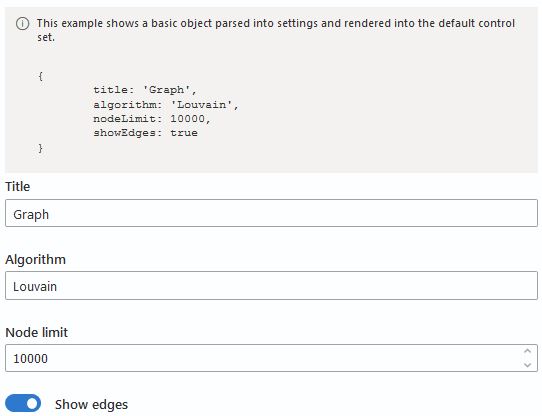 This example shows a basic object parsed into settings and rendered into the default control
set.
{
title: 'Graph',
algorithm: 'Louvain',
nodeLimit: 10000,
showEdges: true
}
Title
Graph
Algorithm
Louvain
Node limit
10000
Show edges